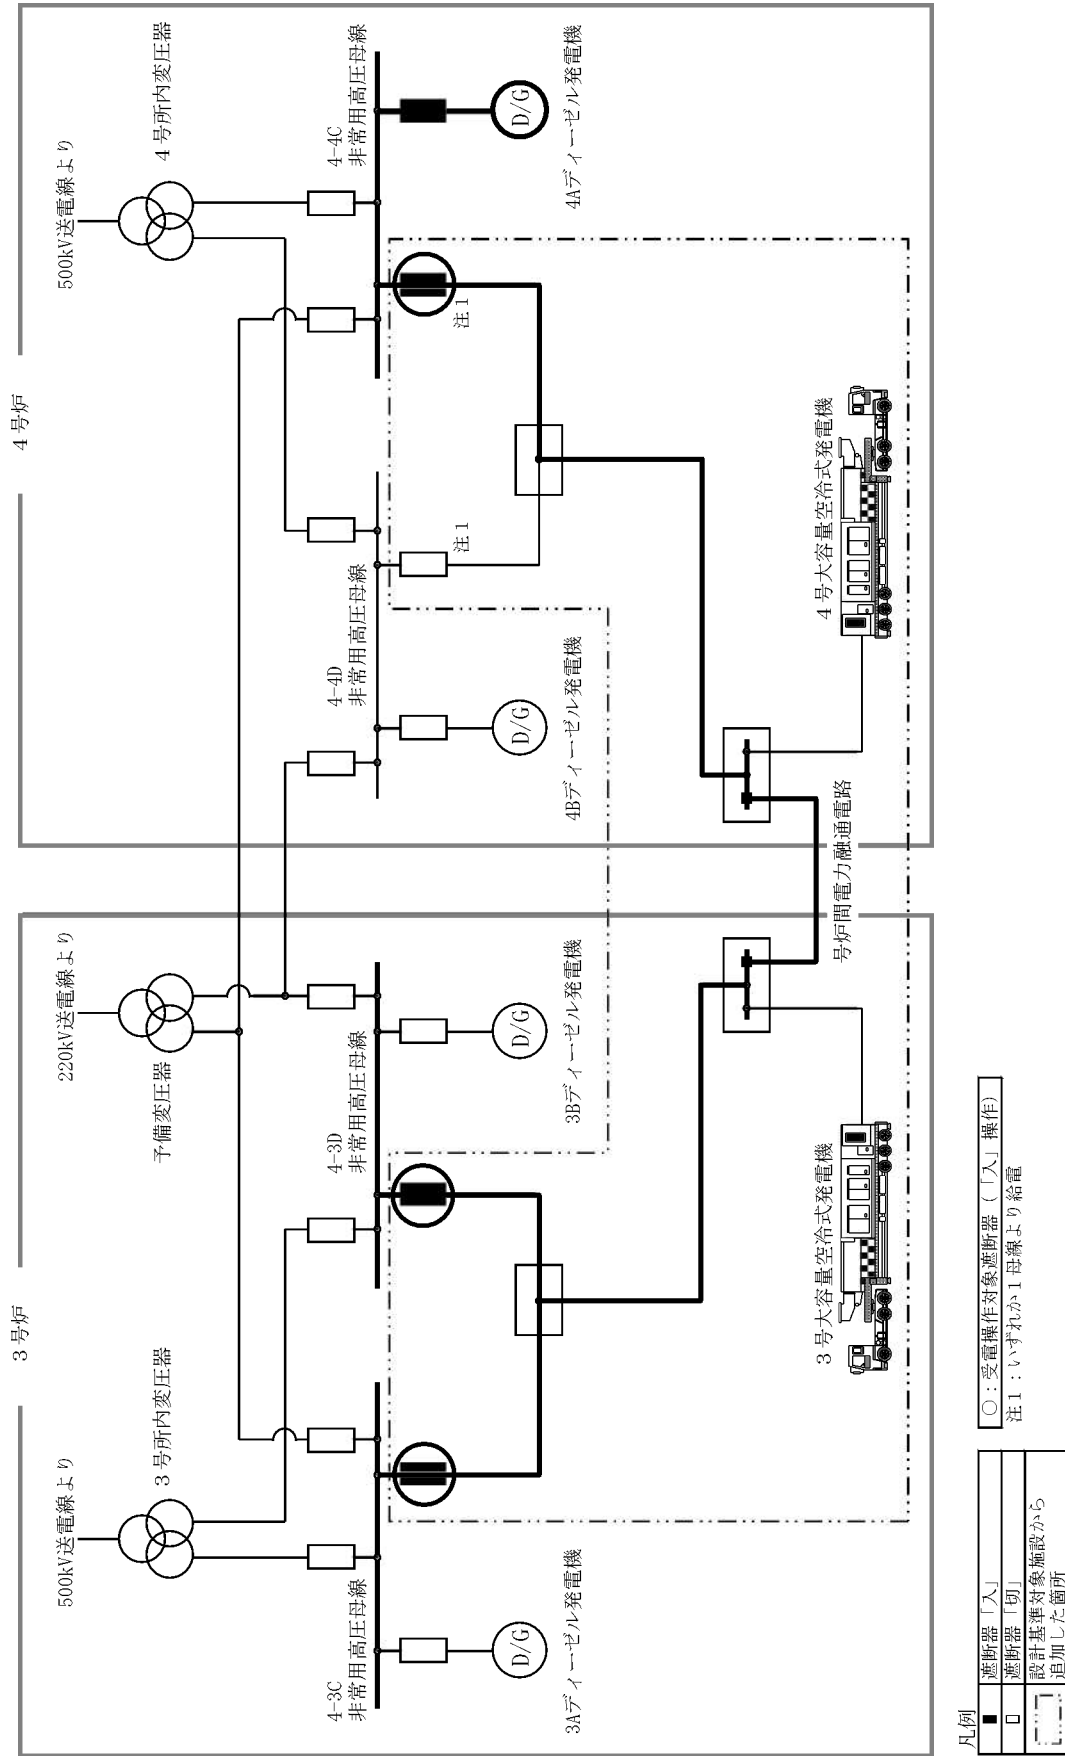 3号炉
4号炉
500kV送電線より
3号所内変圧器
220kV送電線より
予備変圧器
500kV送電線より
4号所内変圧器
4-3C
非常用高圧母線
4-3D
非常用高圧母線
4-4D
非常用高圧母線
4-4C
非常用高圧母線
注1
注1
D/G
D/G
D/G
D/G
3Aディーゼル発電機
3Bディーゼル発電機
4Bディーゼル発電機
4Aディーゼル発電機
3号大容量空冷式発電機
号炉間電力融通電路
4号大容量空冷式発電機
凡例
遮断器「入」
遮断器「切」
設計基準対象施設から
追加した箇所
○:受電操作対象遮断器(「入」操作)
注1:いずれか1母線より給電